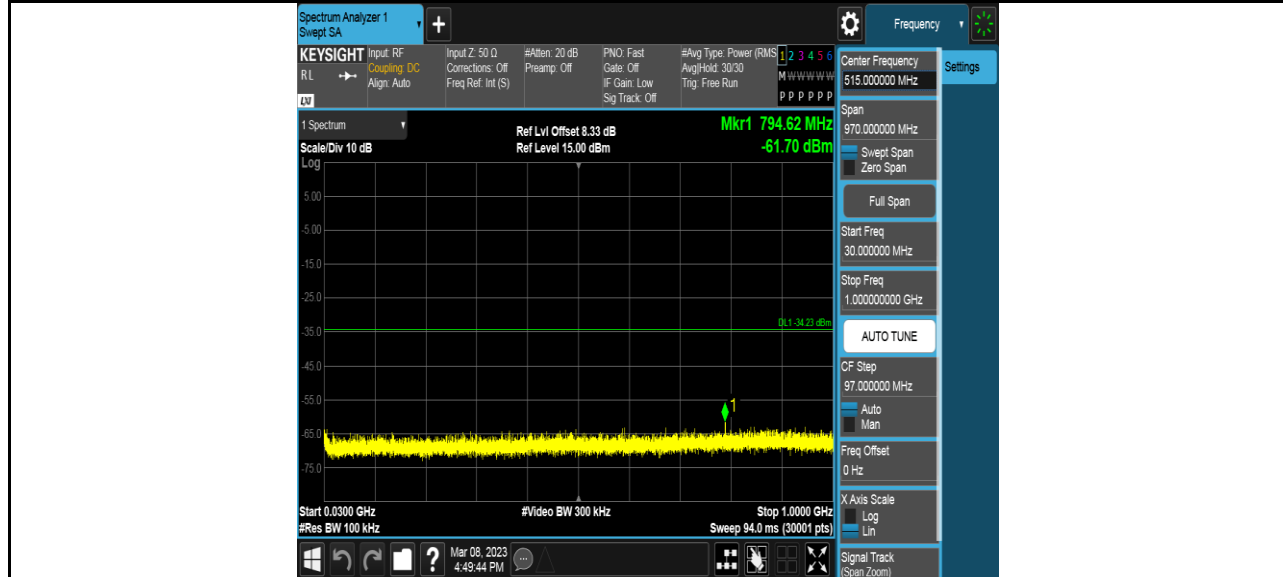 Spectrum Analyzer 1
Swept SA
+
Frequency
KEYSIGHT
RL
LXI
Input: RF
Coupling: DC
Align: Auto
Input Z: 50 Ω
Corrections: Off
Freq Ref: Int (S)
#Atten: 20 dB
Preamp: Off
PNO: Fast
Gate: Off
IF Gain: Low
Sig Track: Off
#Avg Type: Power (RMS
Avg|Hold: 30/30
Trig: Free Run
1 2 3 4 5 6
M W W W W W
P P P P P P
1 Spectrum
Scale/Div 10 dB
Ref Lvl Offset 8.33 dB
Ref Level 15.00 dBm
Mkr1 794.62 MHz
-61.70 dBm
Log
5.00
-5.00
-15.0
-25.0
DL1 -34.23 dBm
-35.0
-45.0
-55.0
1
-65.0
-75.0
Start 0.0300 GHz
#Video BW 300 kHz
Stop 1.0000 GHz
#Res BW 100 kHz
Sweep 94.0 ms (30001 pts)
?
Mar 08, 2023
4:49:44 PM
Center Frequency
515.000000 MHz
Settings
Span
970.000000 MHz
Swept Span
Zero Span
Full Span
Start Freq
30.000000 MHz
Stop Freq
1.000000000 GHz
AUTO TUNE
CF Step
97.000000 MHz
Auto
Man
Freq Offset
0 Hz
X Axis Scale
Log
Lin
Signal Track
(Span Zoom)